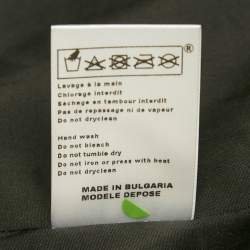 ®
Lavage a la main
Chlorage interdit
Sechage en tambour interdit
Pas de repassage ni de vapeur
Do not dryclean
Hand wash
Do not bleach
Do not tumble dry
Do not iron or press with heat
Do not dryclean
MADE IN BULGARIA
MODELE DEPOSE